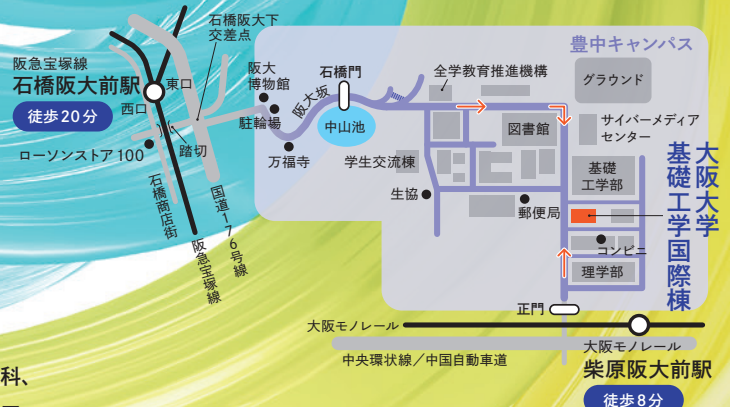 石橋阪大下
交差点
阪急宝塚線
石橋阪大前駅
徒歩20分
東口
西口
ローソンストア100
踏切
石橋商店街
阪急宝塚線
国道176号線
阪大
博物館
駐輪場
万福寺
阪大坂
石橋門
中山池
全学教育推進機構
豊中キャンパス
グラウンド
図書館
サイバーメディア
センター
学生交流棟
生協
郵便局
基礎
工学部
コンビニ
理学部
大阪大学
基礎工学国際棟
正門
大阪モノレール
中央環状線／中国自動車道
大阪モノレール
柴原阪大前駅
徒歩8分
科、